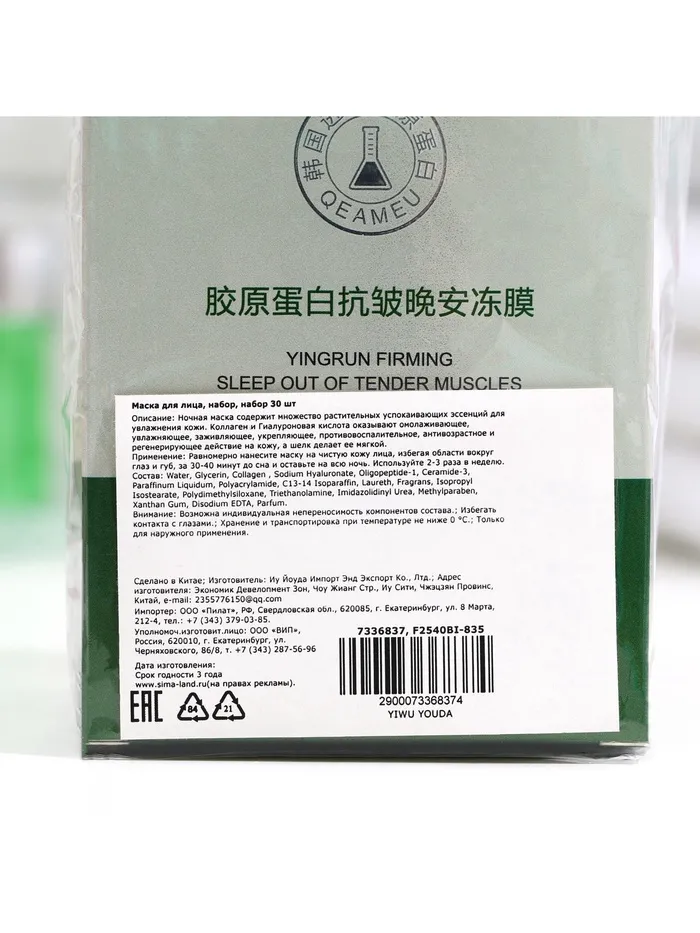 韩国 原蛋白
QEAMEU
胶原蛋白抗皱晚安冻膜
YINGRUN FIRMING
SLEEP OUT OF TENDER MUSCLES
Маска для лица, набор, набор 30 шт
Описание: Ночная маска содержит множество растительных успокаивающих эссенций для
увлажнения кожи. Коллаген и Гиалуроновая кислота оказывают омолаживающее,
увлажняющее, заживляющее, укрепляющее, противовоспалительное, антивозрастное и
регенерирующее действие на кожу, а шелк делает ее мягкой.
Применение: Равномерно нанесите маску на чистую кожу лица, избегая области вокруг
глаз и губ, за 30-40 минут до сна и оставьте на всю ночь. Используйте 2-3 раза в неделю.
Состав: Water, Glycerin, Collagen , Sodium Hyaluronate, Oligopeptide-1, Ceramide-3,
Paraffinum Liquidum, Polyacrylamide, C13-14 Isoparaffin, Laureth, Fragrans, Isopropyl
Isostearate, Polydimethylsiloxane, Triethanolamine, Imidazolidinyl Urea, Methylparaben,
Xanthan Gum, Disodium EDTA, Parfum.
Внимание: Возможна индивидуальная непереносимость компонентов состава.; Избегать
контакта с глазами.; Хранение и транспортировка при температуре не ниже 0 °C.; Только
для наружного применения.
Сделано в Китае; Изготовитель: Иу Йоуда Импорт Энд Экспорт Ко., Лтд.; Адрес
изготовителя: Экономик Девелопмент Зон, Чоу Жианг Стр., Иу Сити, Чжэцзян Провинс,
Китай, e-mail: 2355776150@qq.com
Импортер: ООО «Пилат», РФ, Свердловская обл., 620085, г. Екатеринбург, ул. 8 Марта,
212-4, тел.: +7 (343) 379-03-85.
Уполномоч.изготовит.лицо: ООО «ВИП»,
Россия, 620010, г. Екатеринбург, ул.
Черняховского, 86/8, т. +7 (343) 287-56-96
Дата изготовления:
Срок годности 3 года
www.sima-land.ru(на правах рекламы).
EAC 84 21
7336837, F2540BI-835
2900073368374
YIWU YOUDA